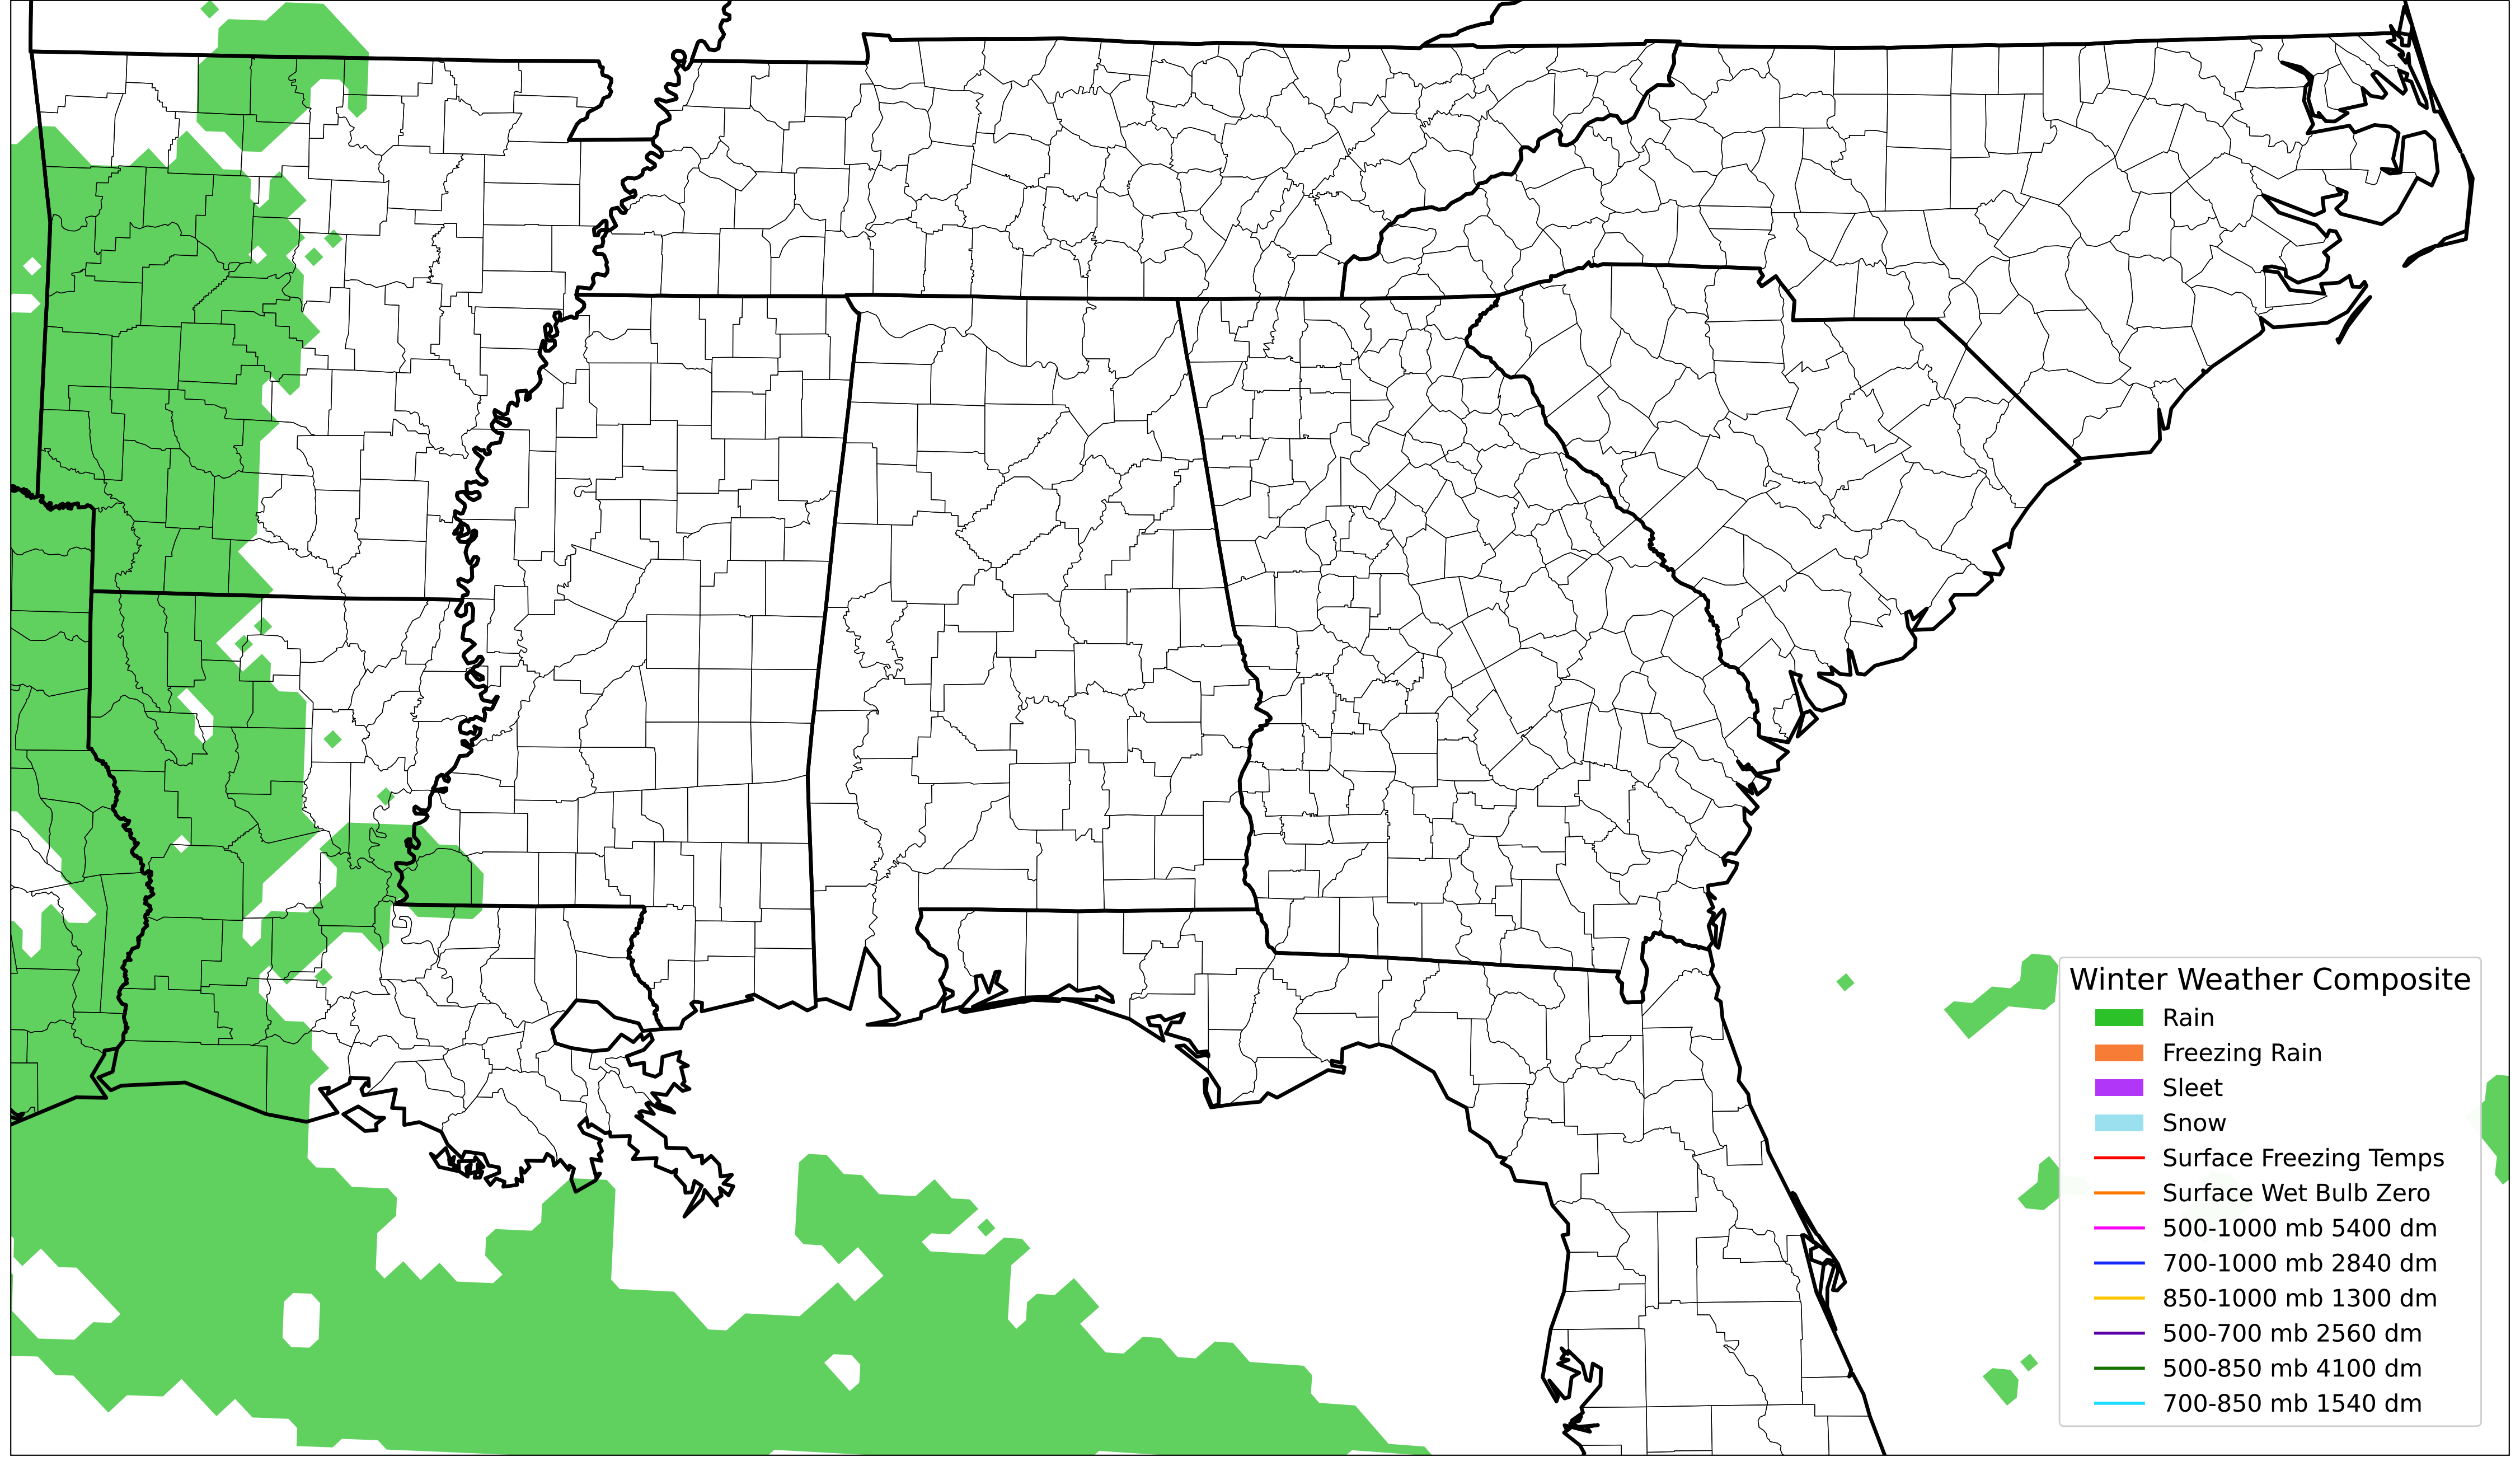 Winter Weather Composite
Rain
Freezing Rain
Sleet
Snow
Surface Freezing Temps
Surface Wet Bulb Zero
500-1000 mb 5400 dm
700-1000 mb 2840 dm
850-1000 mb 1300 dm
500-700 mb 2560 dm
500-850 mb 4100 dm
700-850 mb 1540 dm